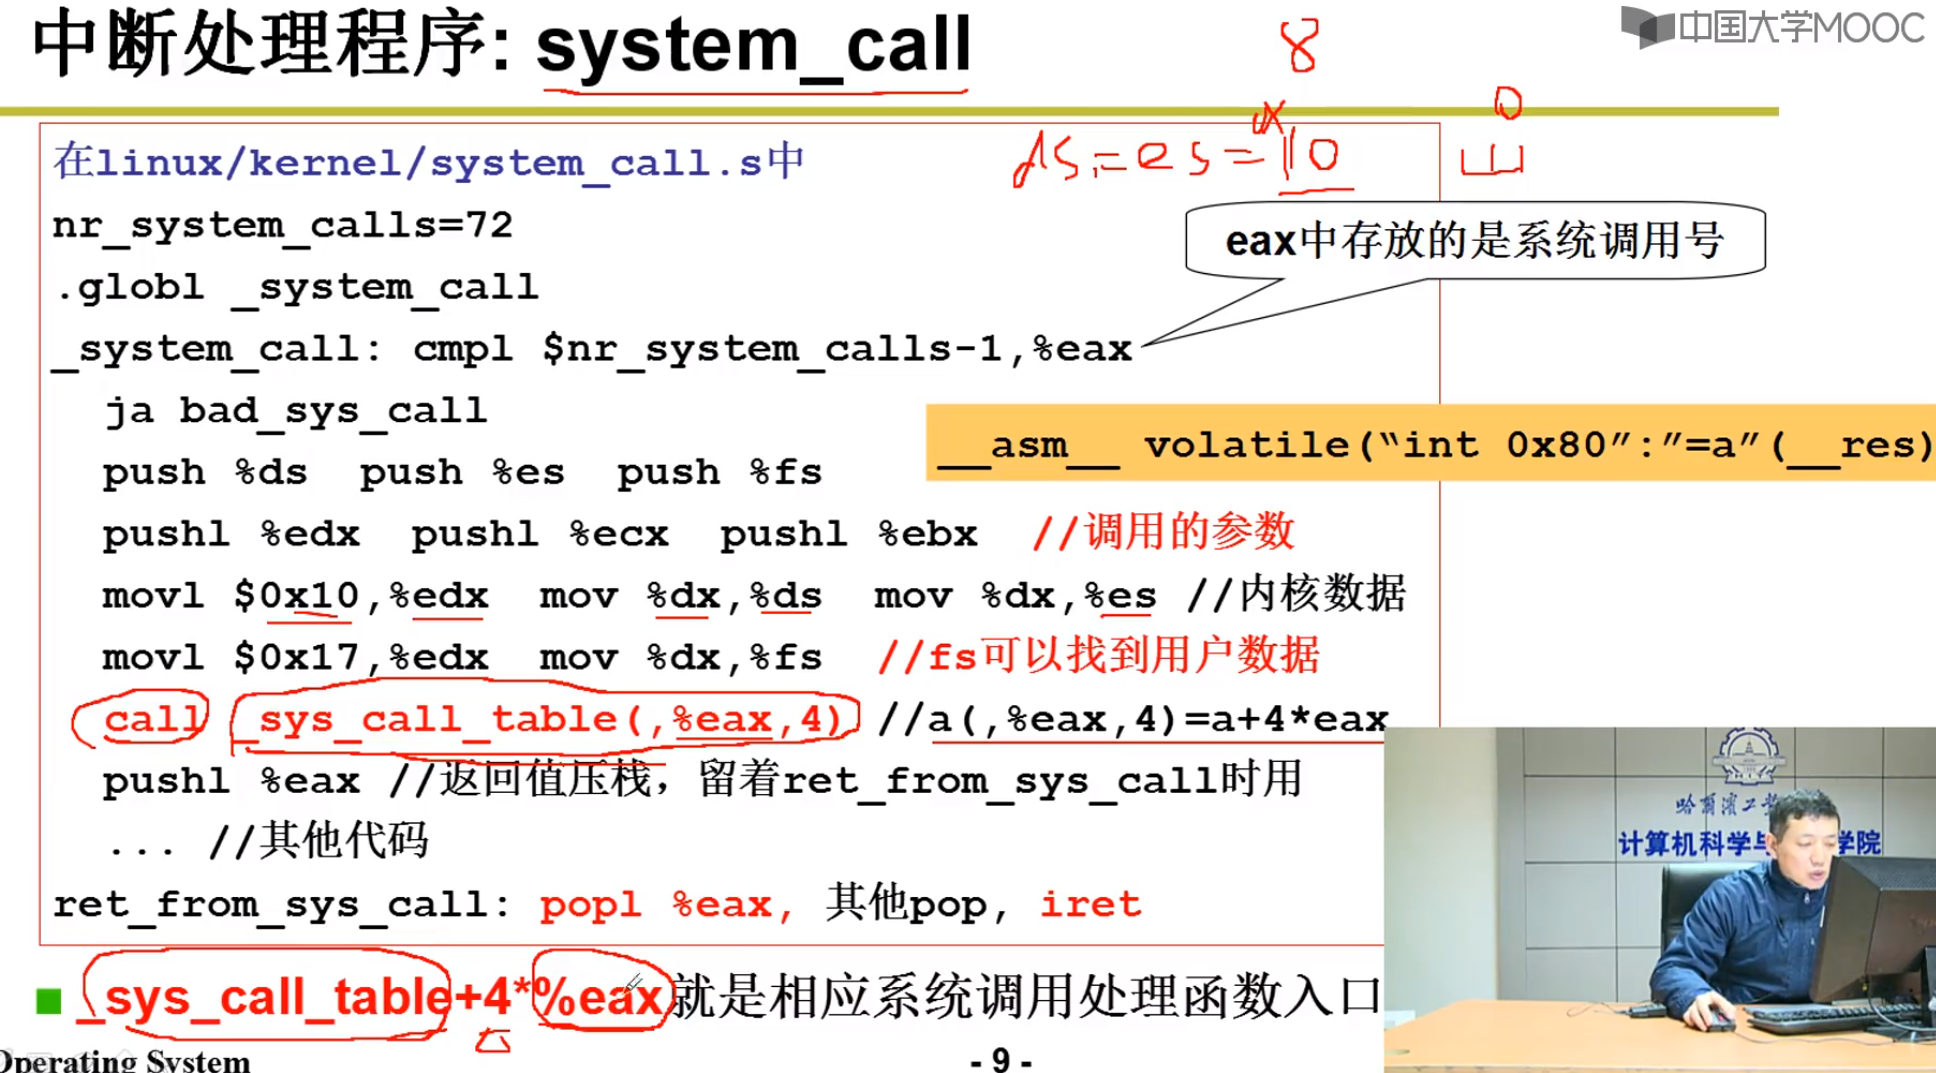 中断处理程序: system_call
中国大学MOOC
8
0
ds=es=0x10
在linux/kernel/system_call.s中
nr_system_calls=72
eax中存放的是系统调用号
.globl _system_call
_system_call: cmpl $nr_system_calls-1,%eax
ja bad_sys_call
__asm__ volatile(“int 0x80”:”=a”(__res)
push %ds push %es push %fs
pushl %edx pushl %ecx pushl %ebx //调用的参数
movl $0x10,%edx mov %dx,%ds mov %dx,%es //内核数据
movl $0x17,%edx mov %dx,%fs //fs可以找到用户数据
call _sys_call_table(,%eax,4) //a(,%eax,4)=a+4*eax
pushl %eax //返回值压栈，留着ret_from_sys_call时用
... //其他代码
ret_from_sys_call: popl %eax, 其他pop, iret
_sys_call_table+4*%eax就是相应系统调用处理函数入口
哈尔滨工
计算机科学与
学院
Operating System
- 9 -